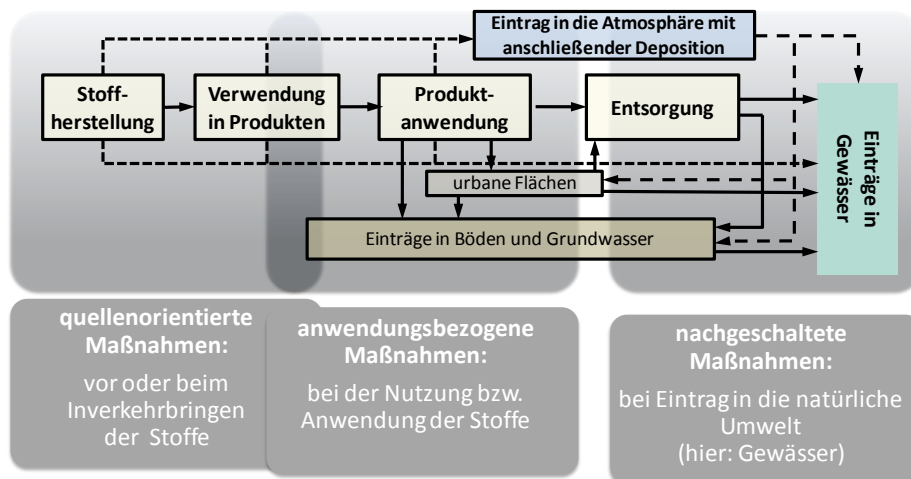 Eintrag in die Atmosphäre mit
anschließender Deposition
Stoff-
herstellung
Verwendung
in Produkten
Produkt-
anwendung
Entsorgung
Einträge in
Gewässer
urbane Flächen
Einträge in Böden und Grundwasser
quellenorientierte
Maßnahmen:
vor oder beim
Inverkehrbringen
der Stoffe
anwendungsbezogene
Maßnahmen:
bei der Nutzung bzw.
Anwendung der Stoffe
nachgeschaltete
Maßnahmen:
bei Eintrag in die natürliche
Umwelt
(hier: Gewässer)